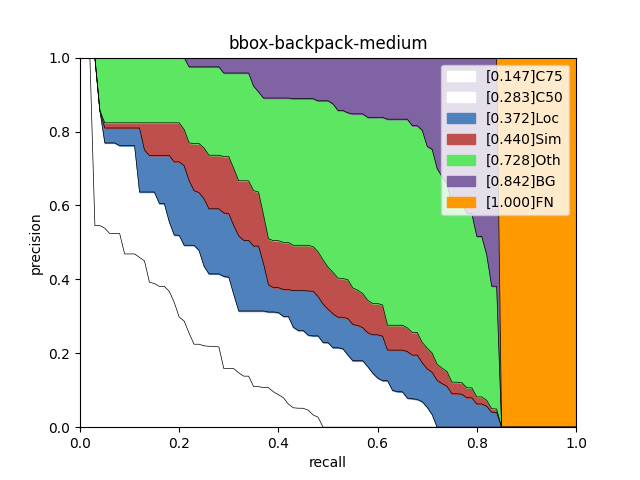 bbox-backpack-medium
[0.147]C75
[0.283]C50
[0.372]Loc
[0.440]Sim
[0.728]Oth
[0.842]BG
[1.000]FN
precision
1.0
0.8
0.6
0.4
0.2
0.0
0.0 0.2 0.4 0.6 0.8 1.0
recall